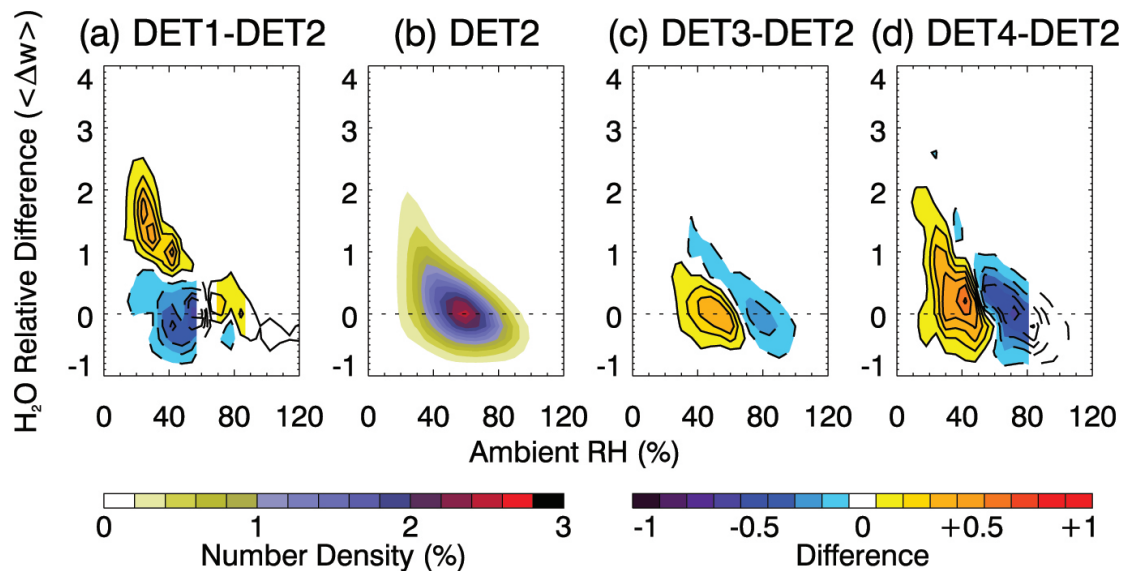 (a) DET1-DET2 (b) DET2 (c) DET3-DET2 (d) DET4-DET2
H₂O Relative Difference (<Δw>)
4 4 4 4
3 3 3 3
2 2 2 2
1 1 1 1
0 0 0 0
-1 -1 -1 -1
0 40 80 120 0 40 80 120 0 40 80 120 0 40 80 120
Ambient RH (%)
0 1 2 3 -1 -0.5 0 +0.5 +1
Number Density (%) Difference